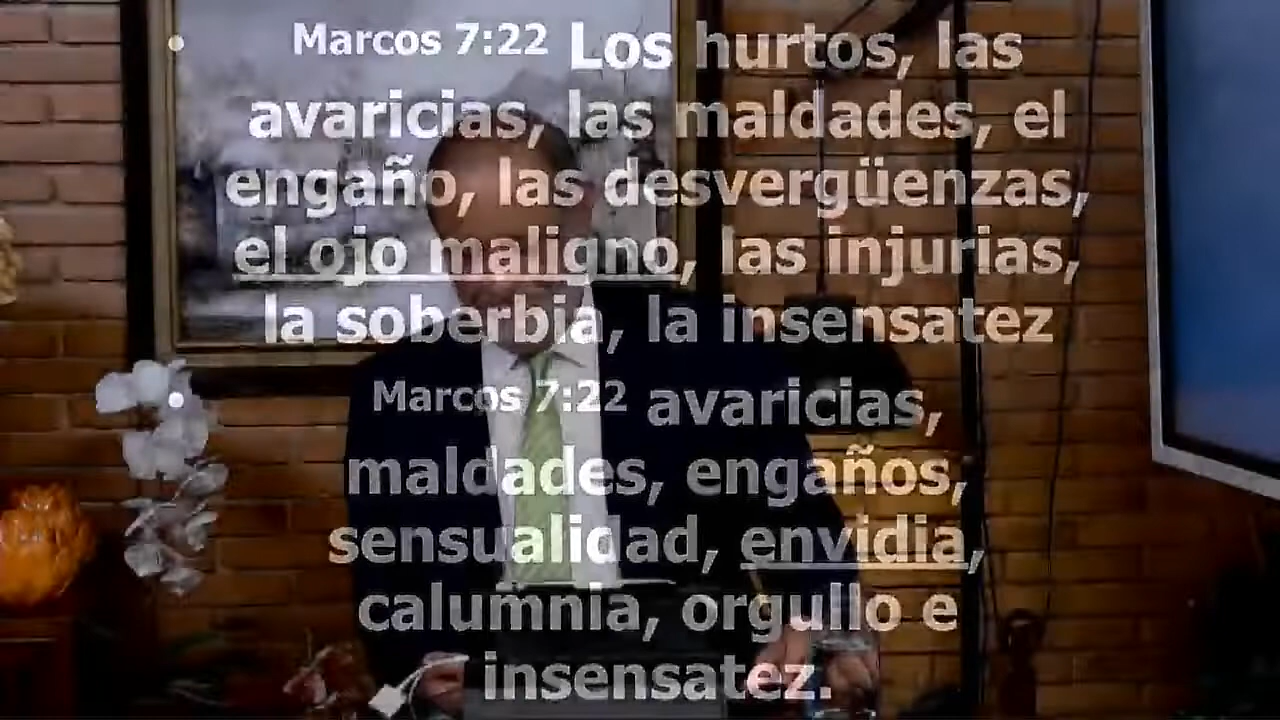 • Marcos 7:22 Los hurtos, las
avaricias, las maldades, el
engaño, las desvergüenzas,
el ojo maligno, las injurias,
la soberbia, la insensatez
• Marcos 7:22 avaricias,
maldades, engaños,
sensualidad, envidia,
calumnia, orgullo e
insensatez.